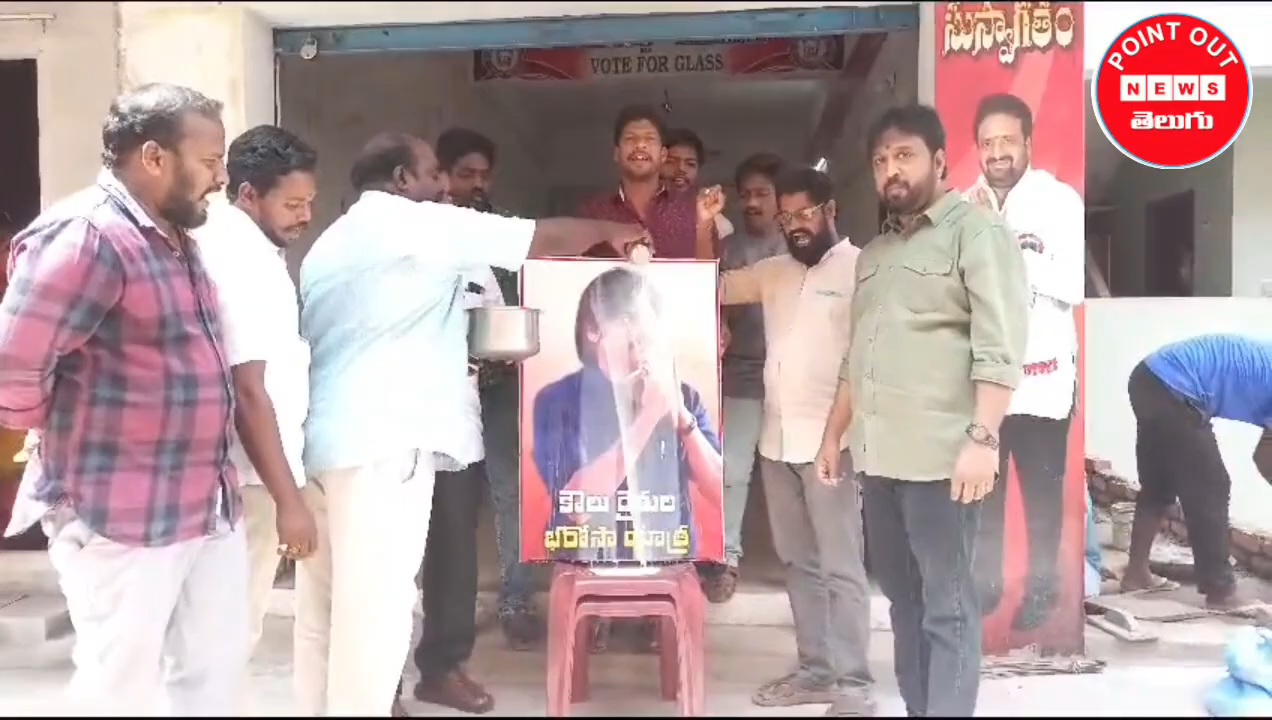 సుస్వాగతం
POINT OUT
NEWS
తెలుగు
VOTE FOR GLASS
కౌలు రైతుల
భరోసా యాత్ర